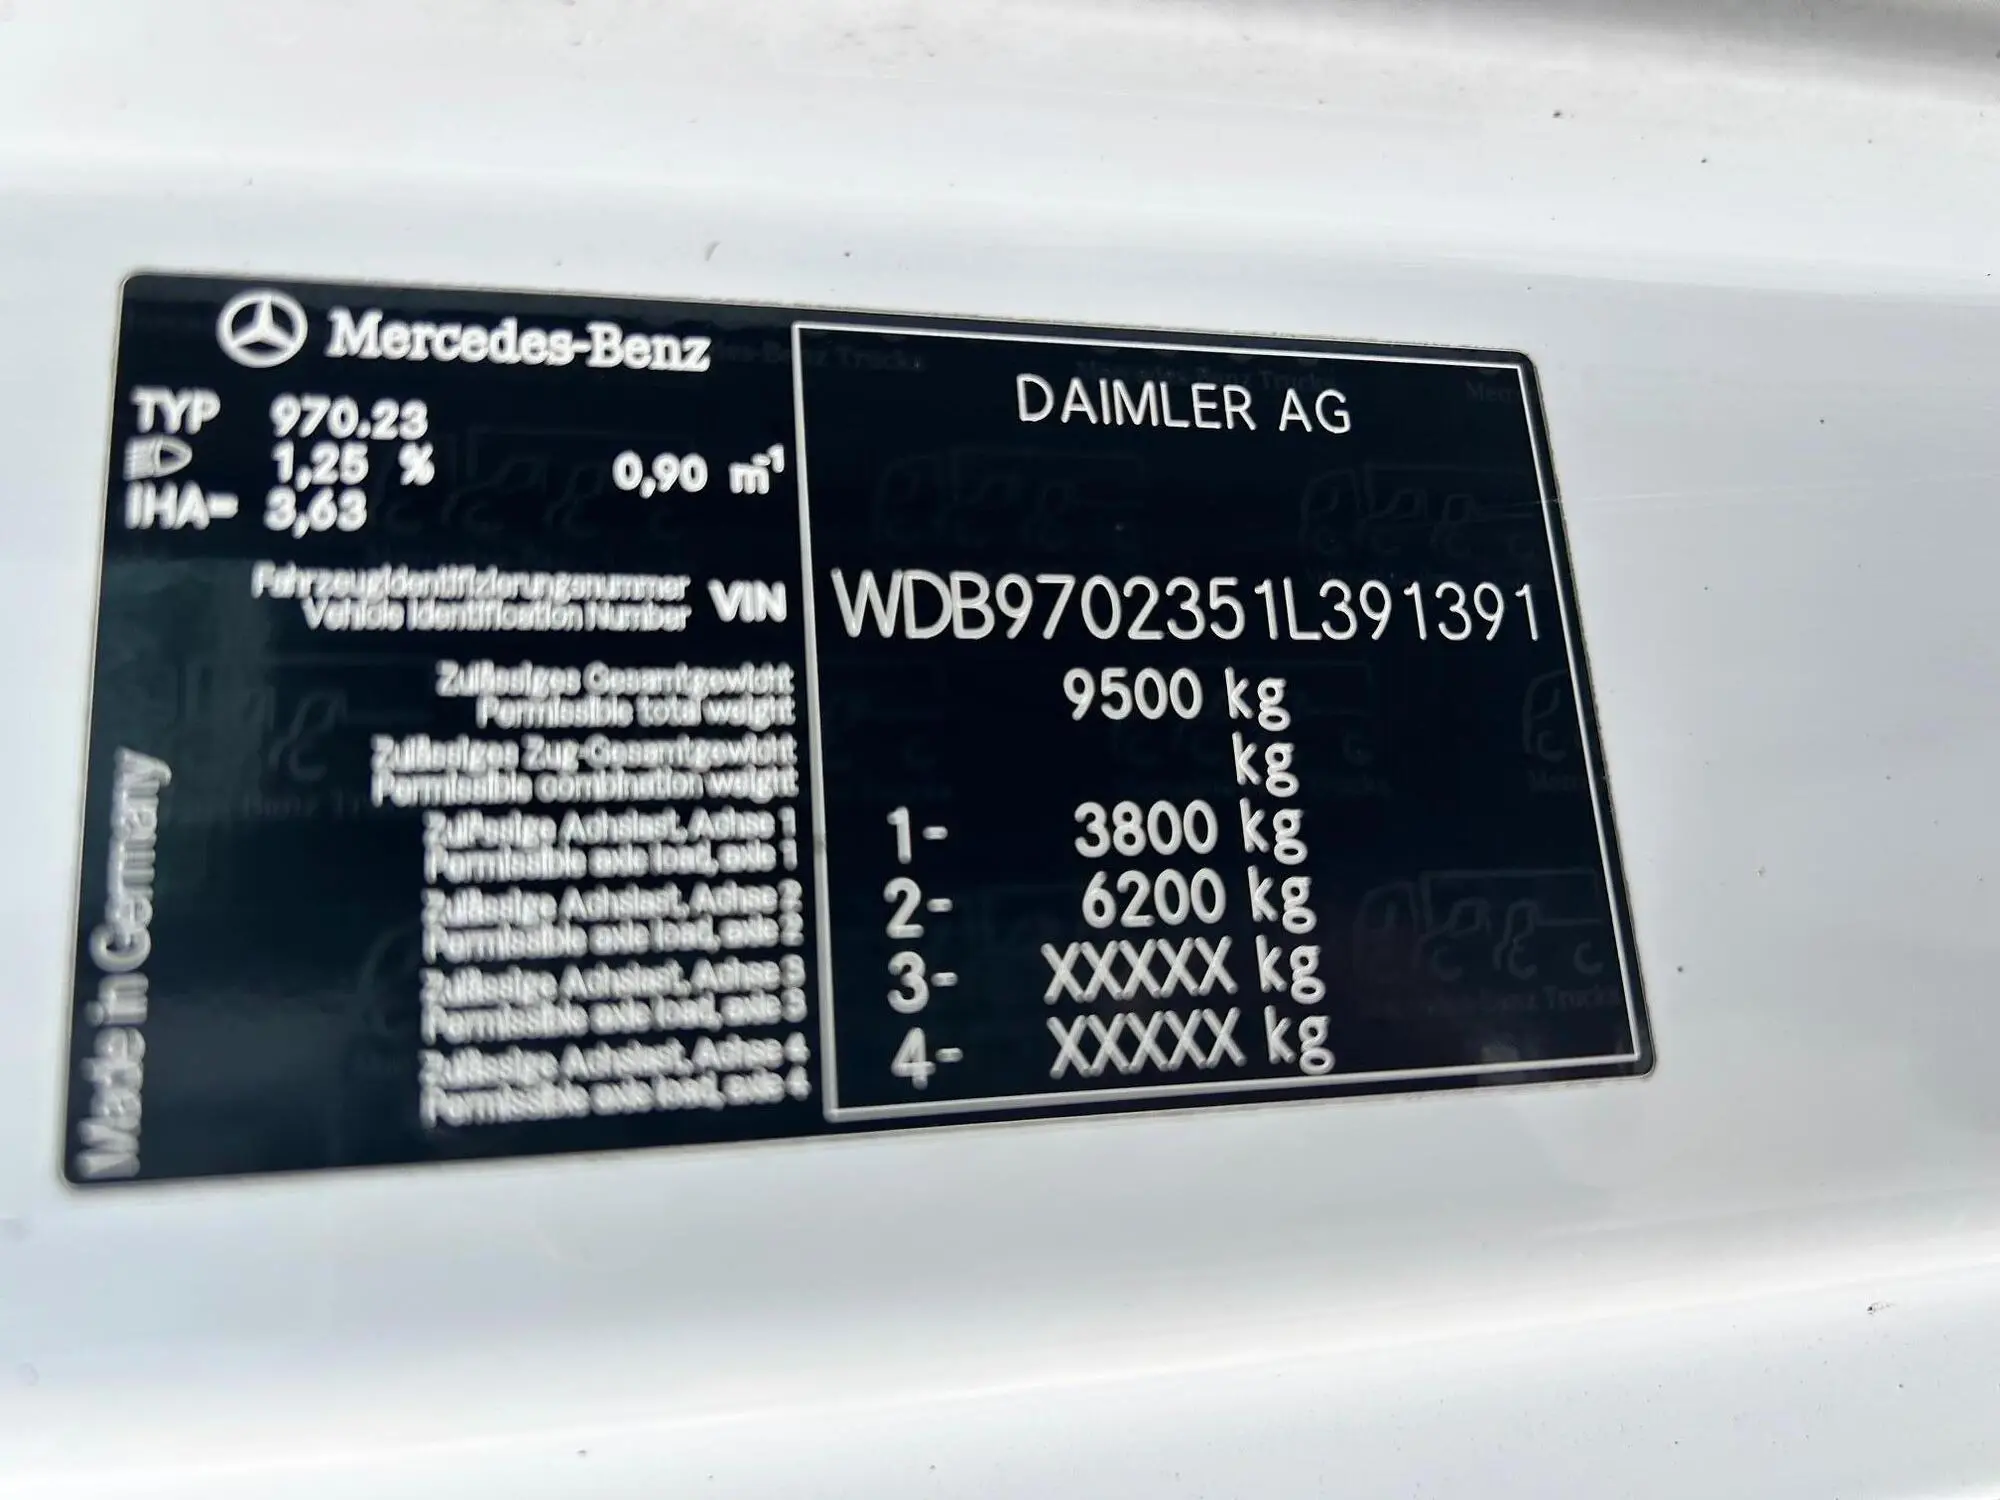 Mercedes-Benz
TYP 970.23
1,25 % 0,90 m⁻¹
IHA= 3,63
DAIMLER AG
Fahrzeugidentifizierungsnummer
Vehicle Identification Number
VIN WDB9702351L391391
Zulässiges Gesamtgewicht
Permissible total weight
9500 kg
Zulässiges Zug-Gesamtgewicht
Permissible combination weight
kg
Zulässige Achslast, Achse 1
Permissible axle load, axle 1
1- 3800 kg
Zulässige Achslast, Achse 2
Permissible axle load, axle 2
2- 6200 kg
Zulässige Achslast, Achse 3
Permissible axle load, axle 3
3- XXXXX kg
Zulässige Achslast, Achse 4
Permissible axle load, axle 4
4- XXXXX kg
Made in Germany